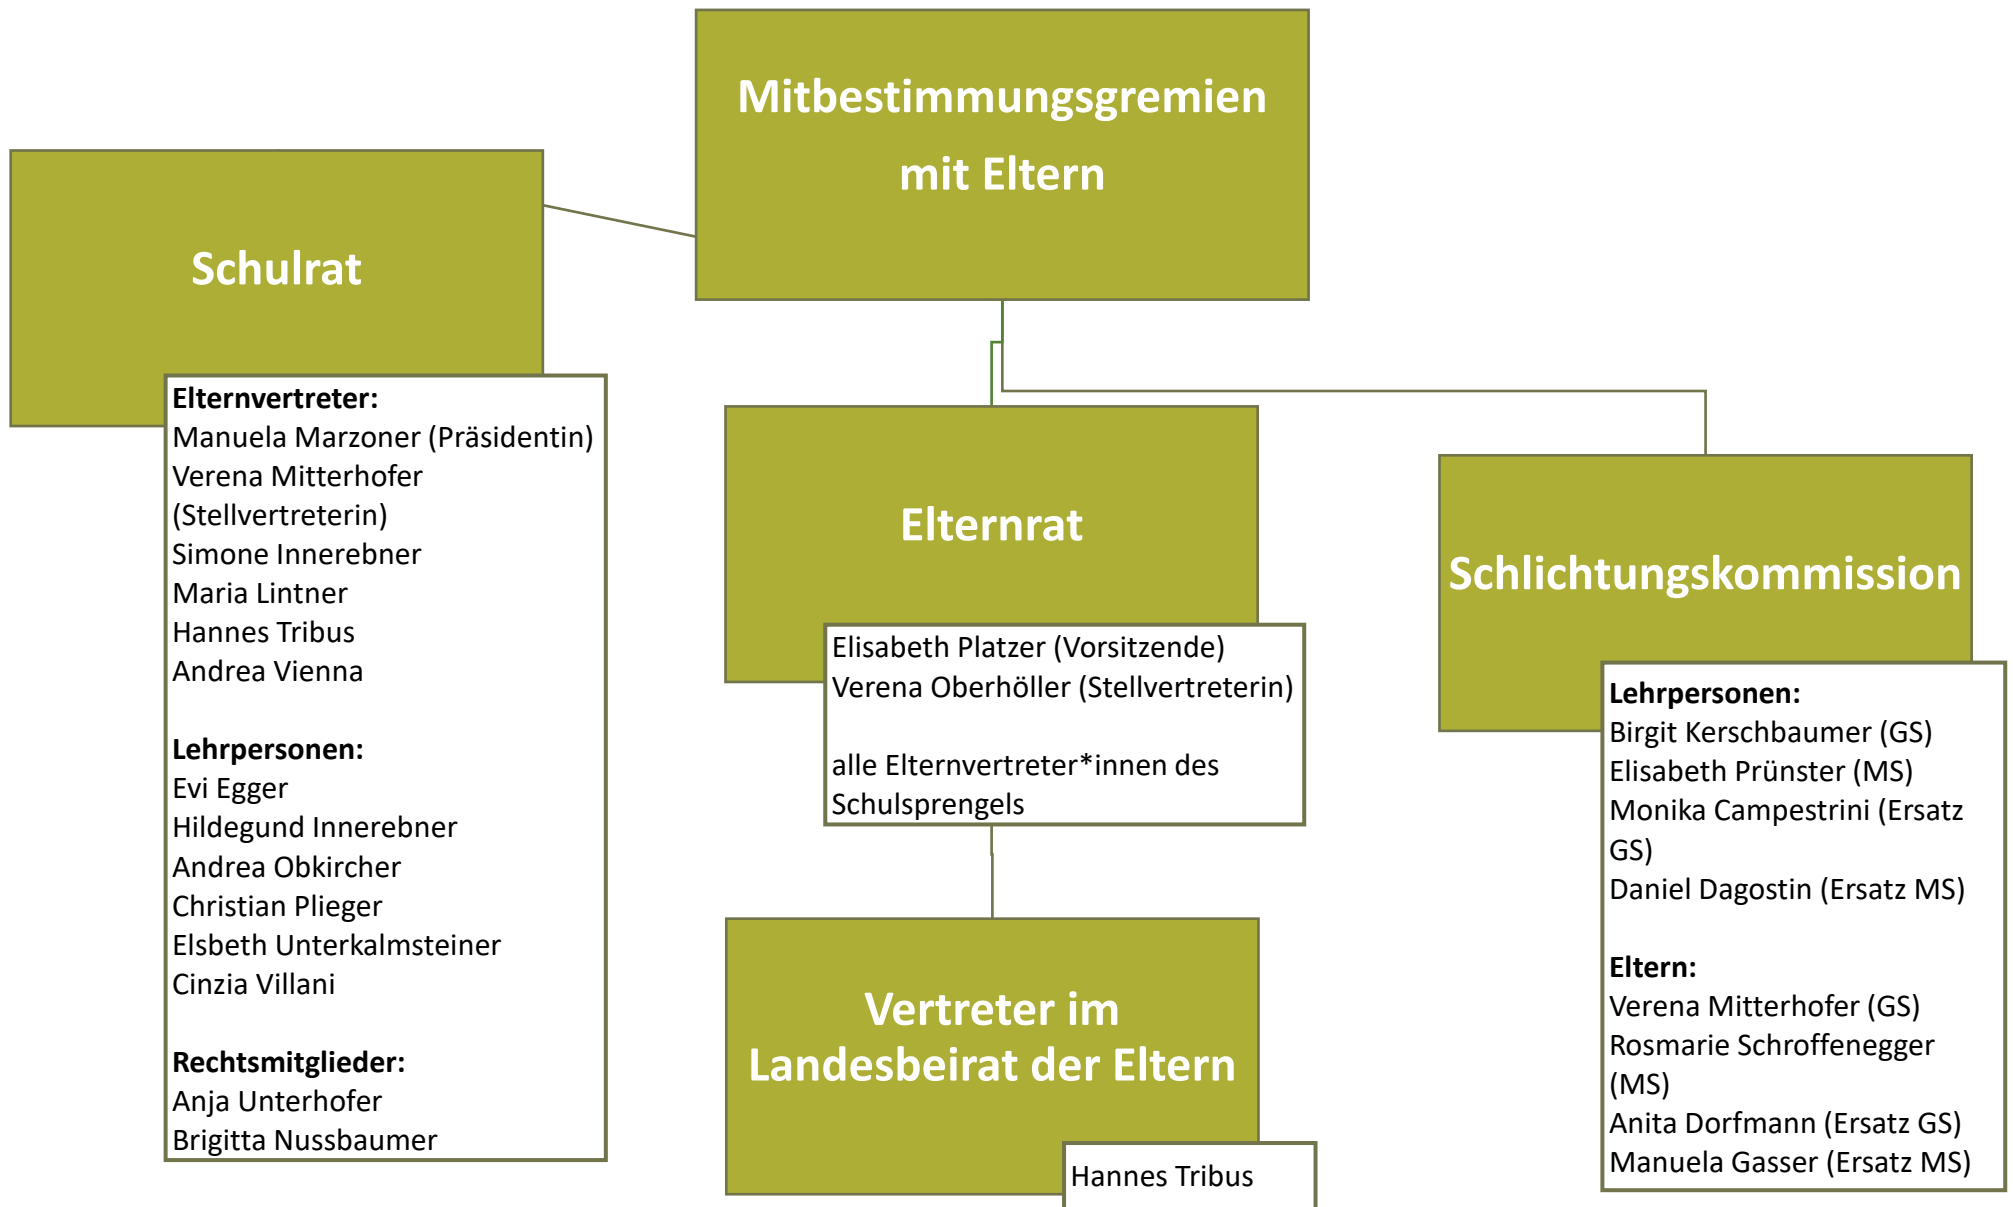 Mitbestimmungsgremien
mit Eltern
Schulrat
Elternvertreter:
Manuela Marzoner (Präsidentin)
Verena Mitterhofer
(Stellvertreterin)
Simone Innerebner
Maria Lintner
Hannes Tribus
Andrea Vienna
Lehrpersonen:
Evi Egger
Hildegund Innerebner
Andrea Obkircher
Christian Plieger
Elsbeth Unterkalmsteiner
Cinzia Villani
Rechtsmitglieder:
Anja Unterhofer
Brigitta Nussbaumer
Elternrat
Elisabeth Platzer (Vorsitzende)
Verena Oberhöller (Stellvertreterin)
alle Elternvertreter*innen des
Schulsprengels
Vertreter im
Landesbeirat der Eltern
Hannes Tribus
Schlichtungskommission
Lehrpersonen:
Birgit Kerschbaumer (GS)
Elisabeth Prünster (MS)
Monika Campestrini (Ersatz
GS)
Daniel Dagostin (Ersatz MS)
Eltern:
Verena Mitterhofer (GS)
Rosmarie Schroffenegger
(MS)
Anita Dorfmann (Ersatz GS)
Manuela Gasser (Ersatz MS)